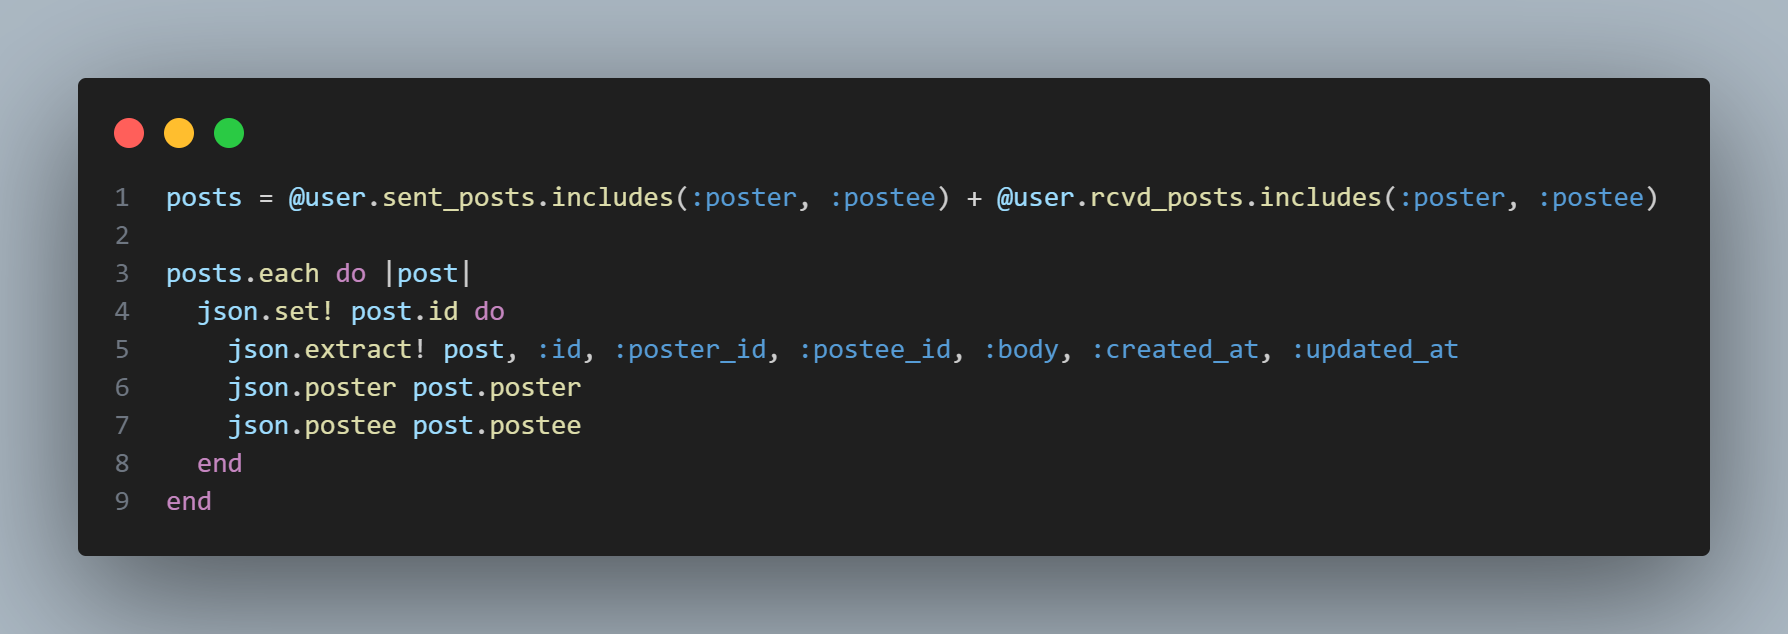 1 posts = @user.sent_posts.includes(:poster, :postee) + @user.rcvd_posts.includes(:poster, :postee)
2
3 posts.each do |post|
4   json.set! post.id do
5     json.extract! post, :id, :poster_id, :postee_id, :body, :created_at, :updated_at
6     json.poster post.poster
7     json.postee post.postee
8   end
9 end